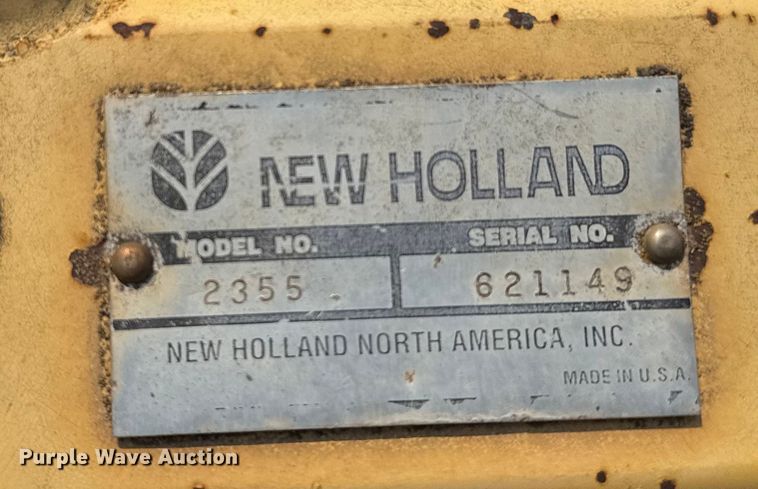 NEW HOLLAND
MODEL NO. SERIAL NO.
2355 621149
NEW HOLLAND NORTH AMERICA, INC.
MADE IN U.S.A.
Purple Wave Auction